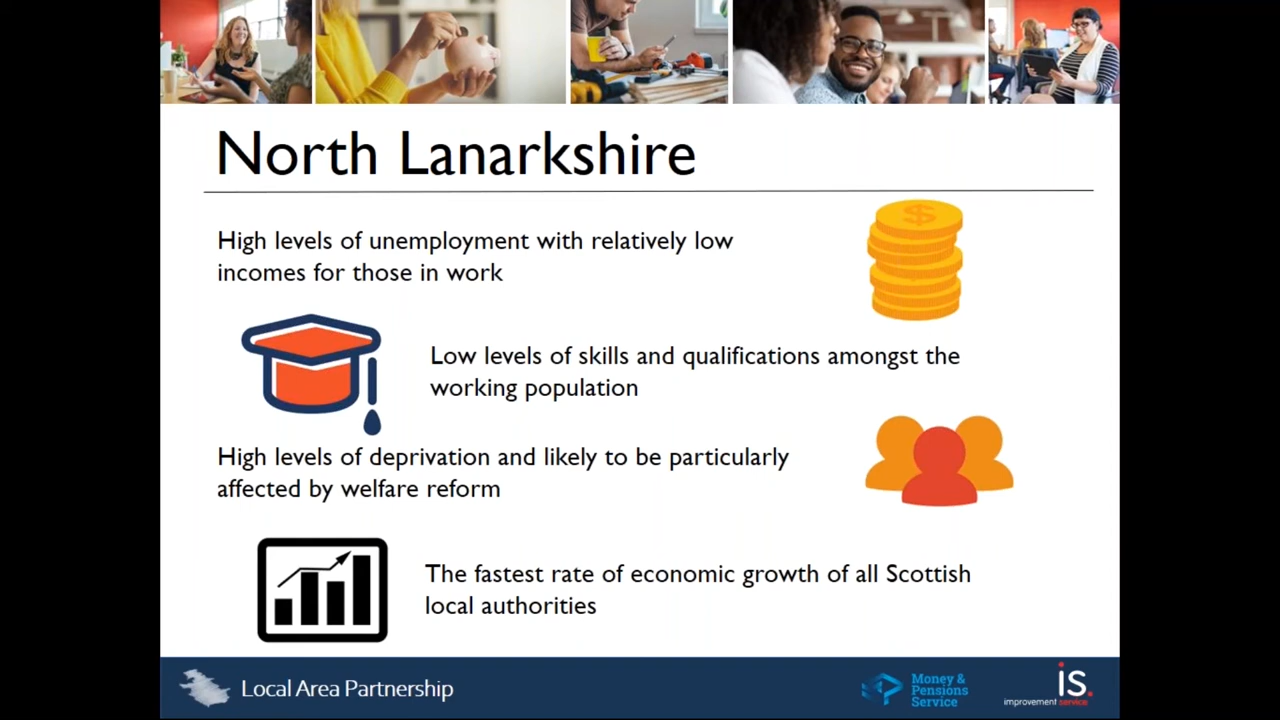 North Lanarkshire
$
High levels of unemployment with relatively low
incomes for those in work
Low levels of skills and qualifications amongst the
working population
High levels of deprivation and likely to be particularly
affected by welfare reform
The fastest rate of economic growth of all Scottish
local authorities
Local Area Partnership
Money &
Pensions
Service
is.
improvement service